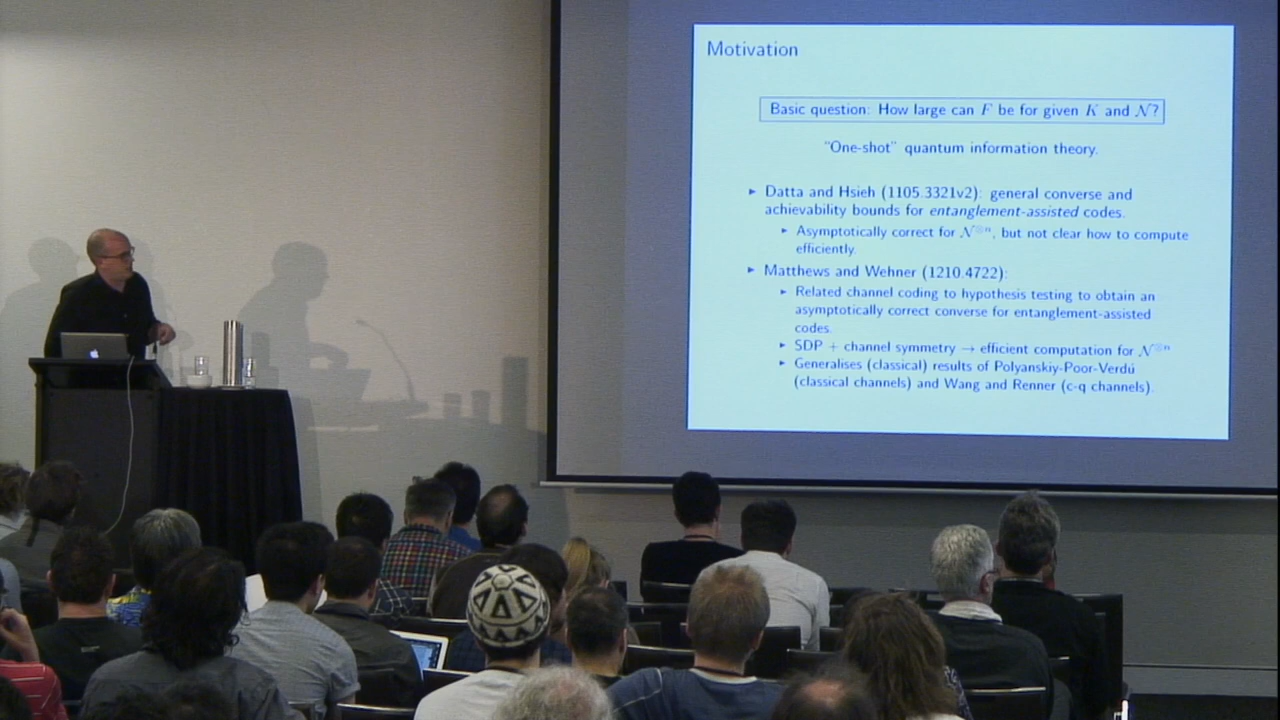 Motivation
Basic question: How large can F be for given K and 𝒩?
"One-shot" quantum information theory.
▸ Datta and Hsieh (1105.3321v2): general converse and
achievability bounds for entanglement-assisted codes.
▸ Asymptotically correct for 𝒩⊗n, but not clear how to compute
efficiently.
▸ Matthews and Wehner (1210.4722):
▸ Related channel coding to hypothesis testing to obtain an
asymptotically correct converse for entanglement-assisted
codes.
▸ SDP + channel symmetry → efficient computation for 𝒩⊗n
▸ Generalises (classical) results of Polyanskiy-Poor-Verdú
(classical channels) and Wang and Renner (c-q channels).